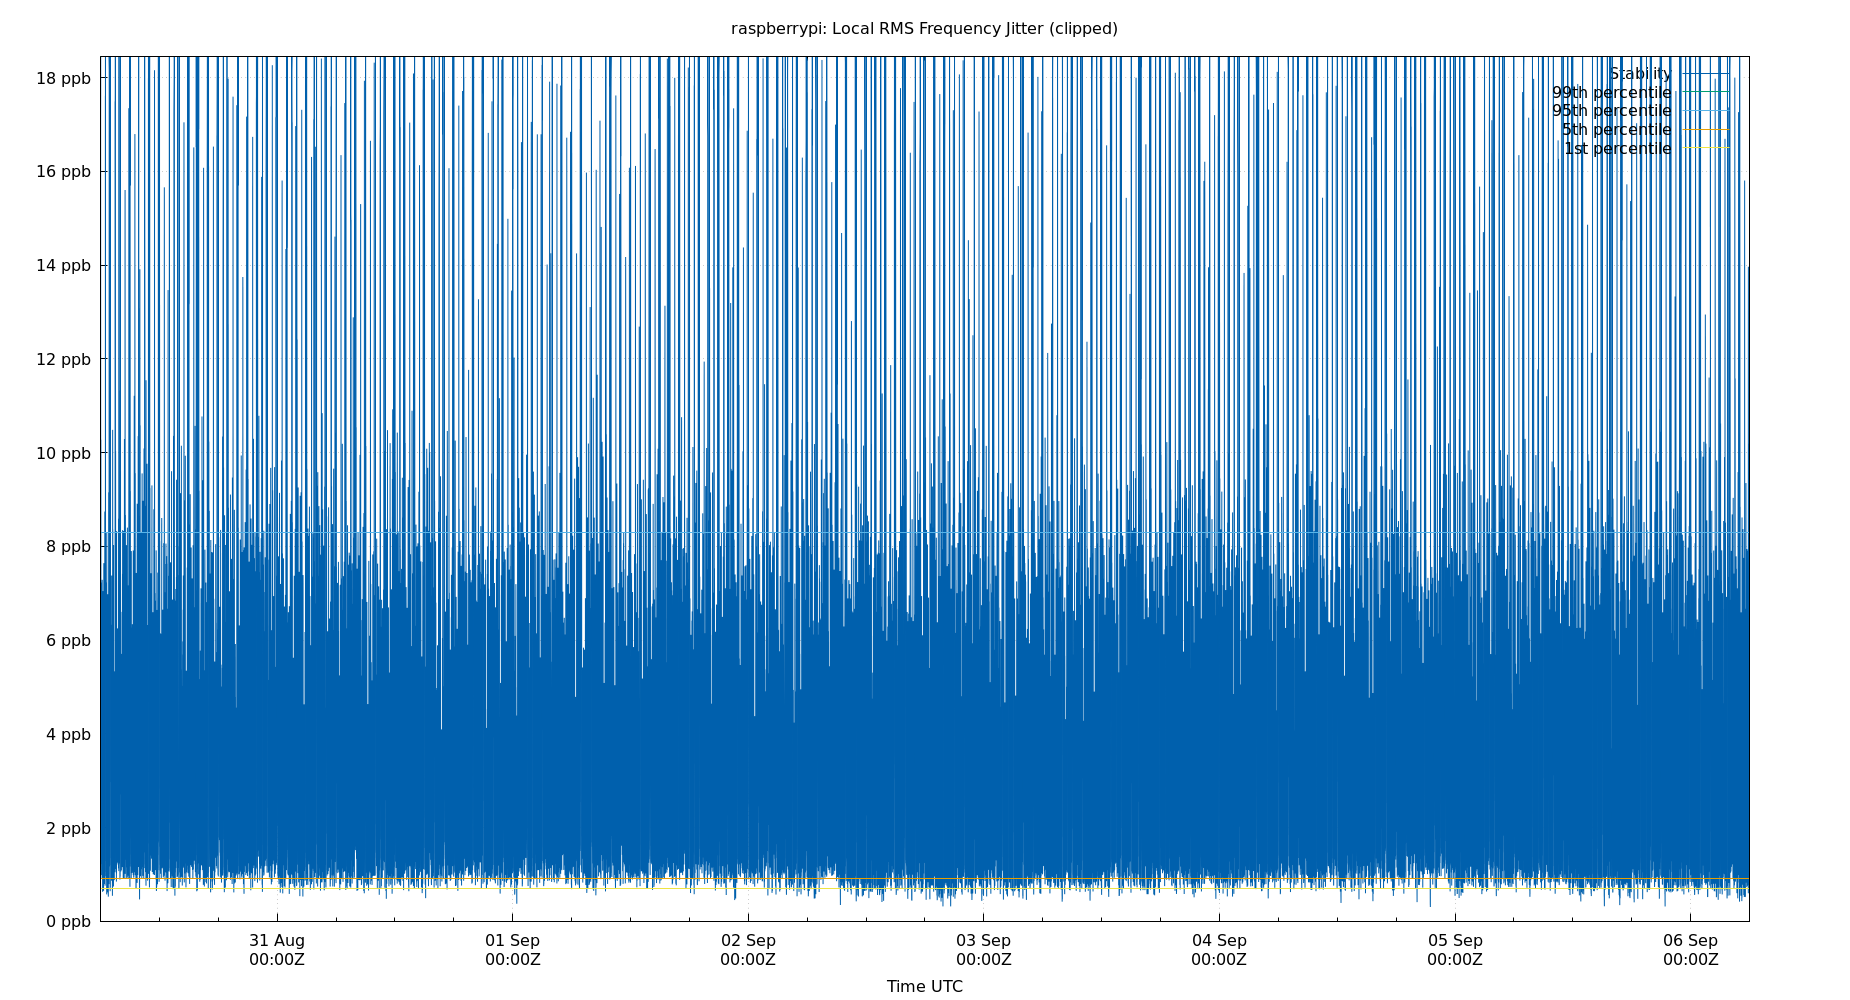 raspberrypi: Local RMS Frequency Jitter (clipped)
18 ppb
16 ppb
14 ppb
12 ppb
10 ppb
8 ppb
6 ppb
4 ppb
2 ppb
0 ppb
Stability
99th percentile
95th percentile
5th percentile
1st percentile
31 Aug 01 Sep 02 Sep 03 Sep 04 Sep 05 Sep 06 Sep
00:00Z 00:00Z 00:00Z 00:00Z 00:00Z 00:00Z 00:00Z
Time UTC